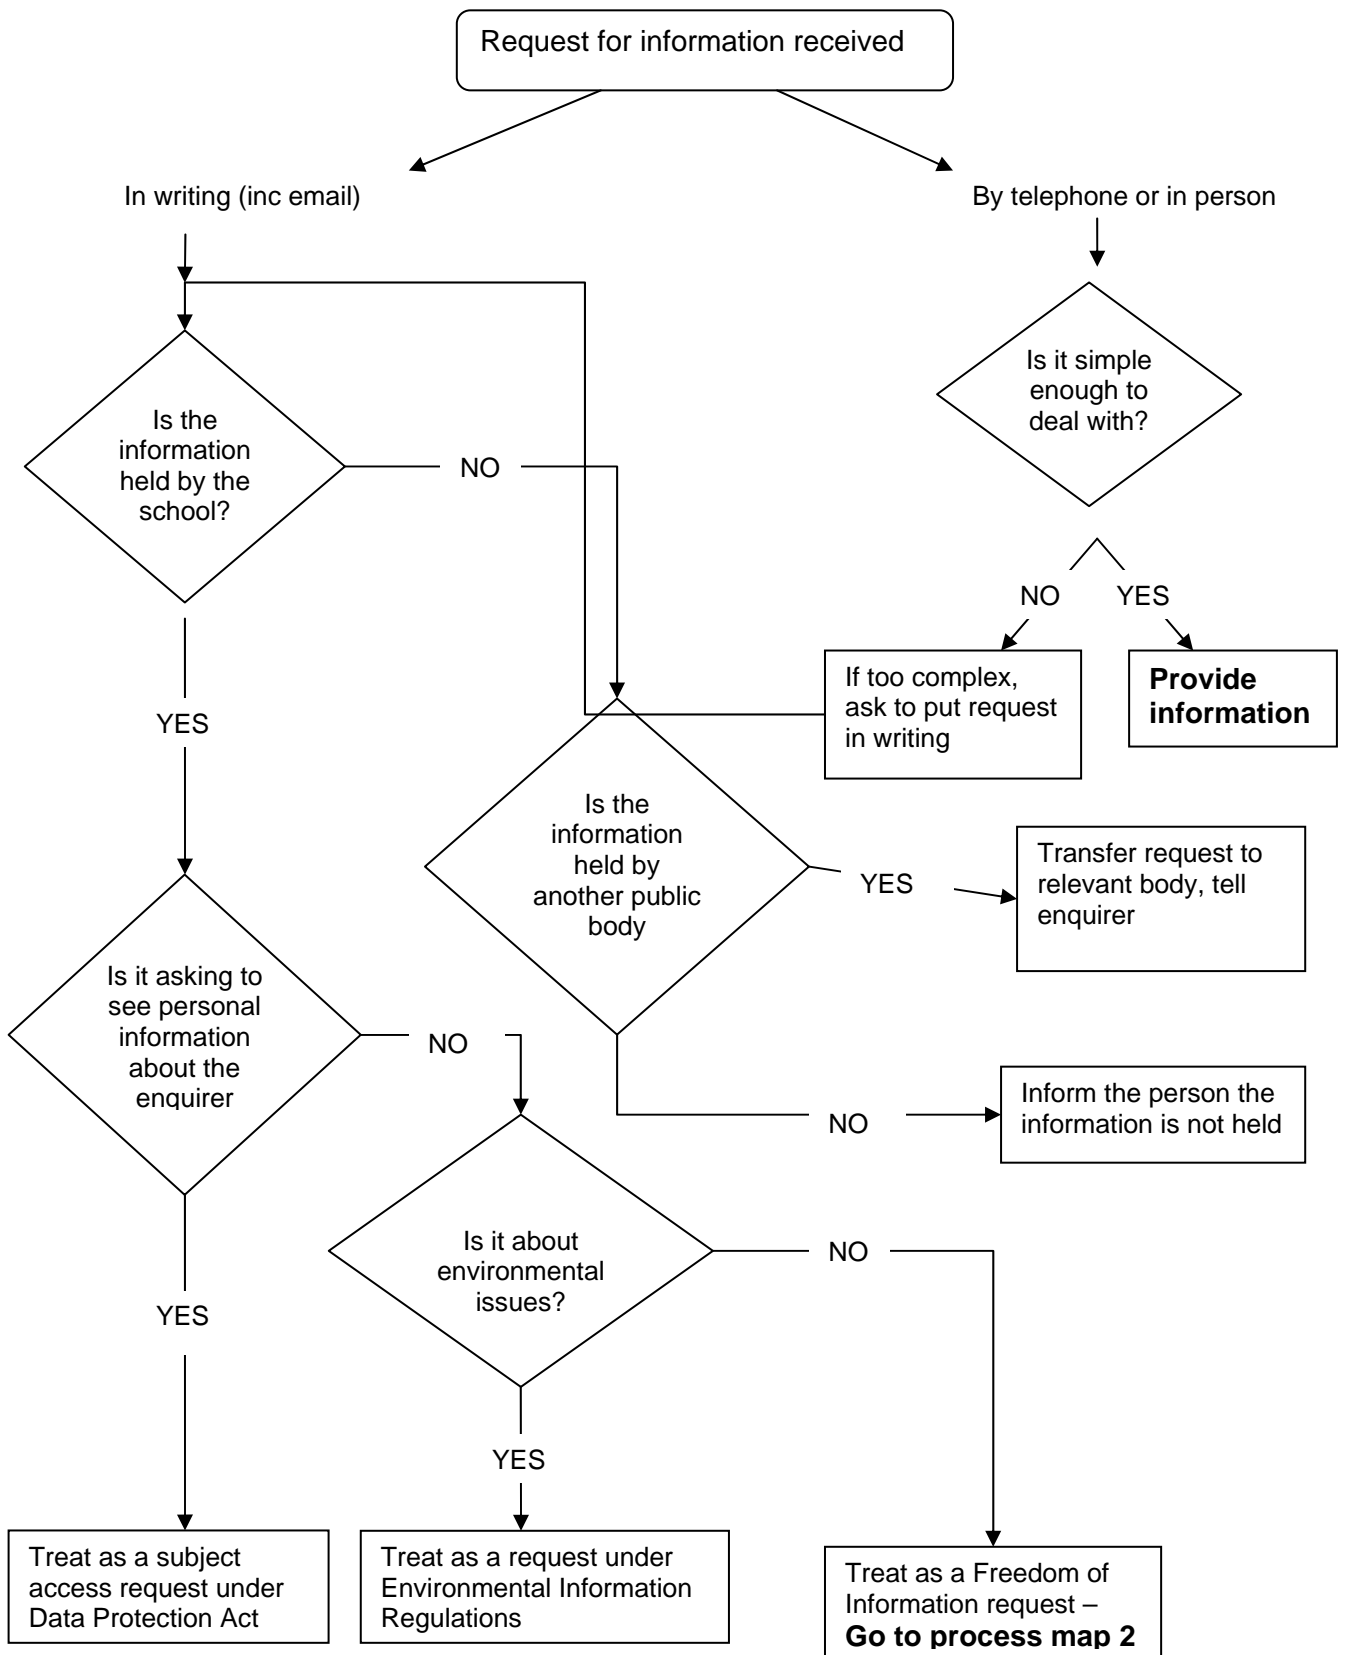 Request for information received
In writing (inc email)
By telephone or in person
Is it simple
enough to
deal with?
Is the
information
held by the
school?
NO
NO
YES
If too complex,
ask to put request
in writing
Provide
information
YES
Is the
information
held by
another public
body
YES
Transfer request to
relevant body, tell
enquirer
Is it asking to
see personal
information
about the
enquirer
NO
NO
Inform the person the
information is not held
Is it about
environmental
issues?
NO
YES
YES
Treat as a subject
access request under
Data Protection Act
Treat as a request under
Environmental Information
Regulations
Treat as a Freedom of
Information request –
Go to process map 2